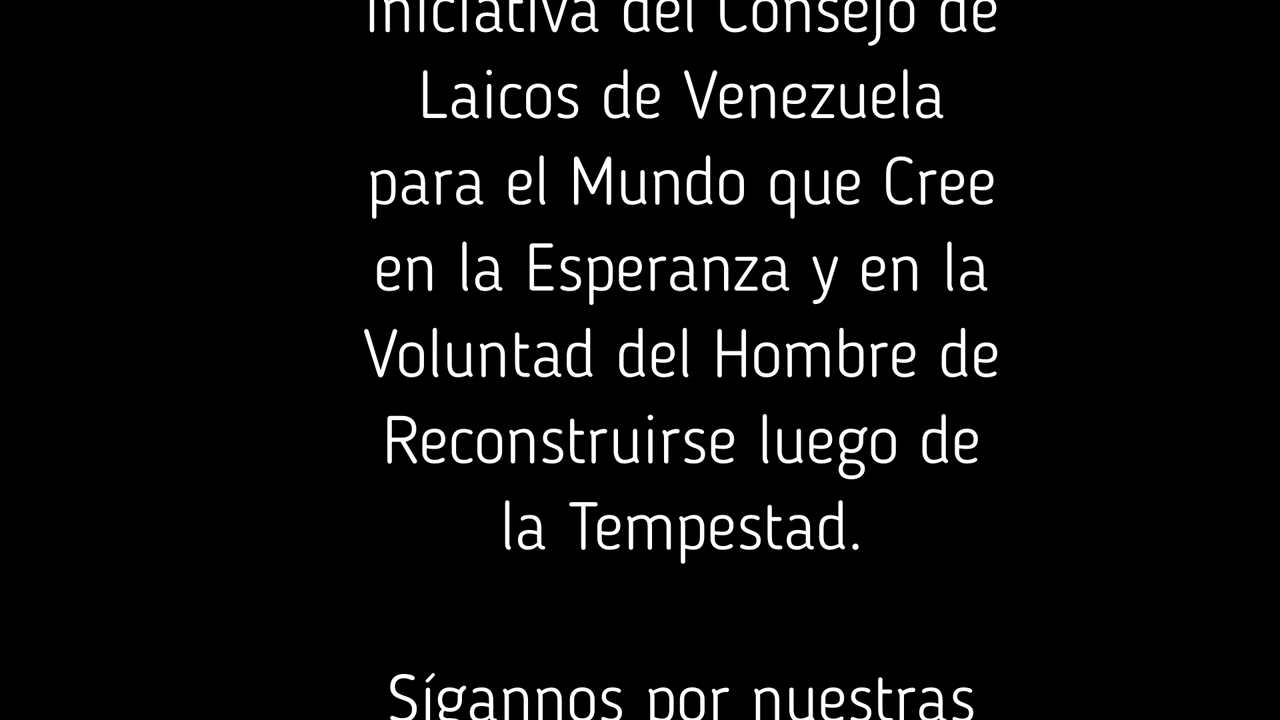 Iniciativa del Consejo de
Laicos de Venezuela
para el Mundo que Cree
en la Esperanza y en la
Voluntad del Hombre de
Reconstruirse luego de
la Tempestad.
Sígannos por nuestras